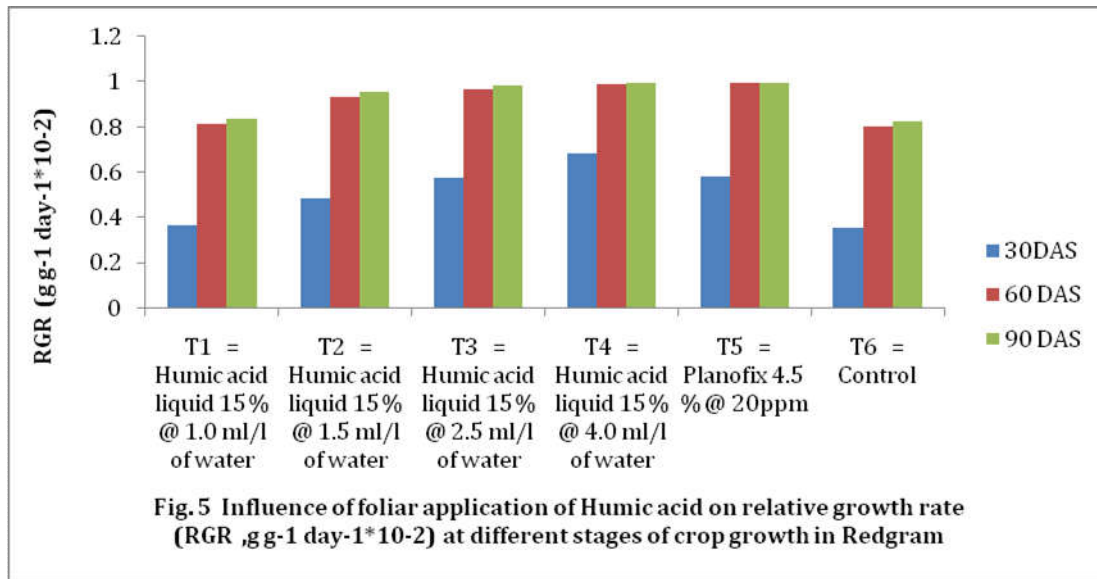 1.2
1
0.8
0.6
0.4
0.2
0
RGR (g g-1 day-1*10-2)
T1 =
Humic acid
liquid 15%
@ 1.0 ml/l
of water
T2 =
Humic acid
liquid 15%
@ 1.5 ml/l
of water
T3 =
Humic acid
liquid 15%
@ 2.5 ml/l
of water
T4 =
Humic acid
liquid 15%
@ 4.0 ml/l
of water
T5 =
Planofix 4.5
% @ 20ppm
T6 =
Control
30DAS
60 DAS
90 DAS
Fig. 5 Influence of foliar application of Humic acid on relative growth rate
(RGR ,g g-1 day-1*10-2) at different stages of crop growth in Redgram